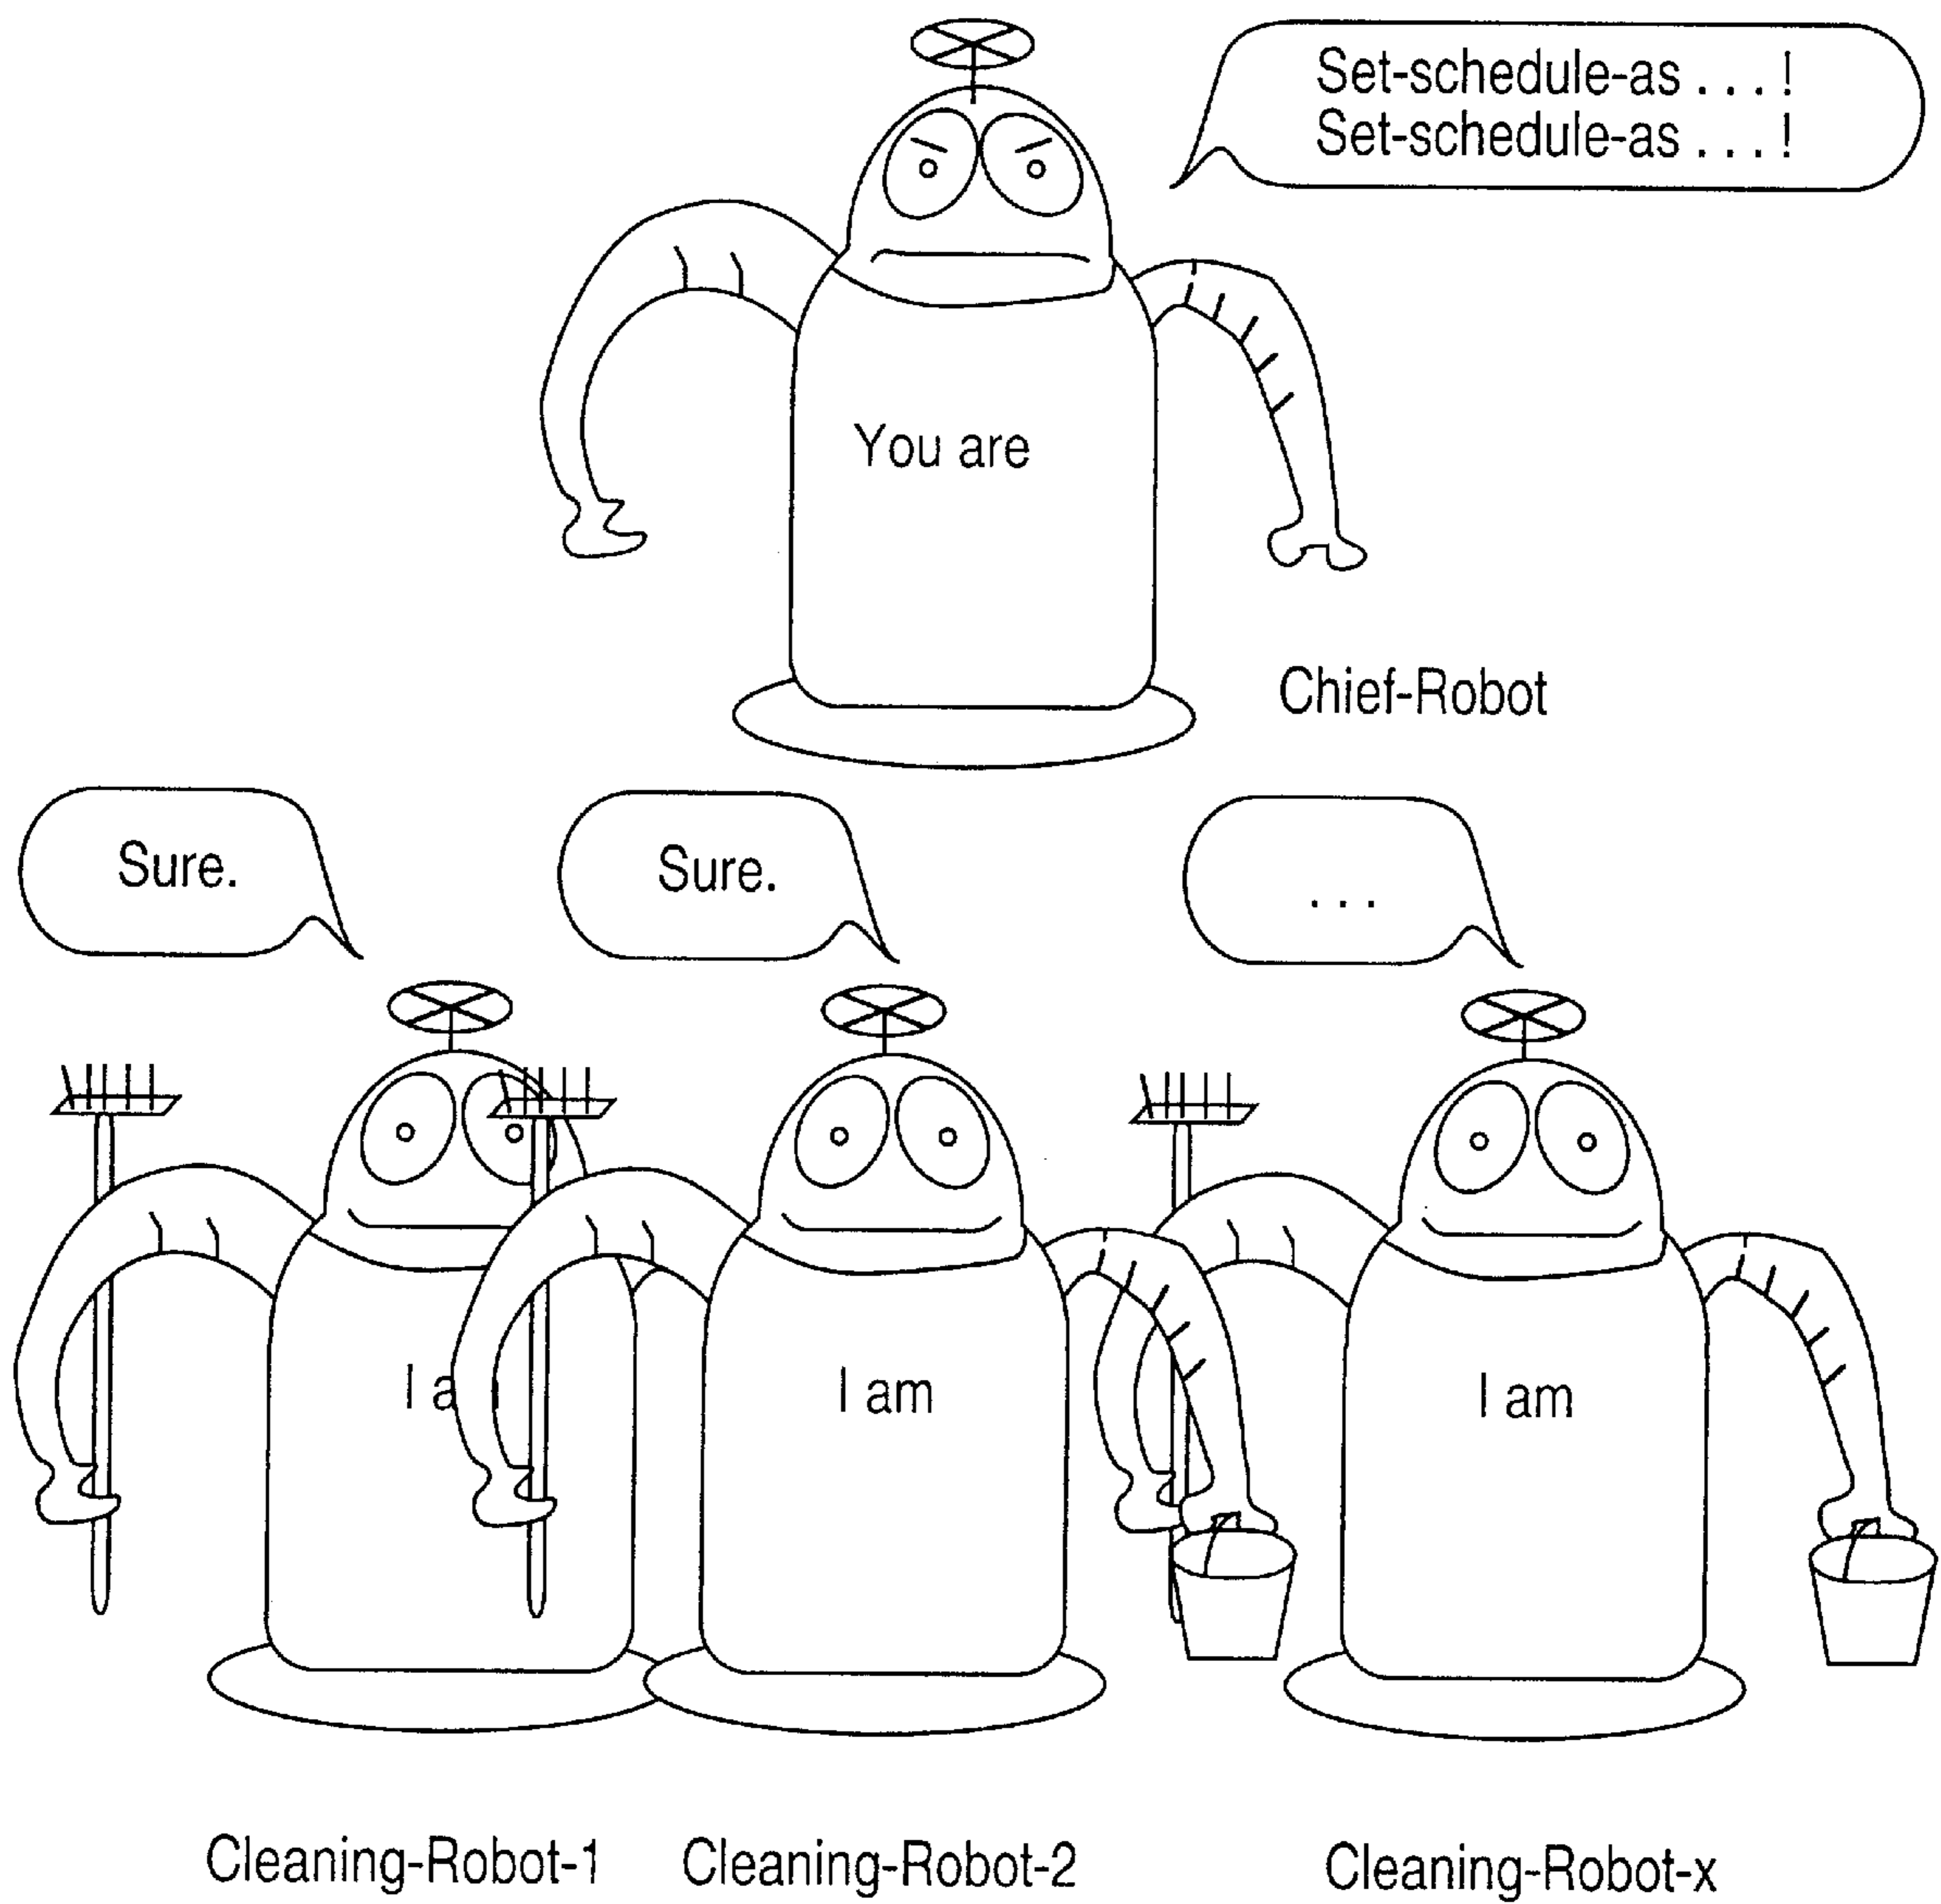 Set-schedule-as . . . !
Set-schedule-as . . . !
You are
Chief-Robot
Sure.
Sure.
. . .
I a
I am
I am
Cleaning-Robot-1
Cleaning-Robot-2
Cleaning-Robot-x